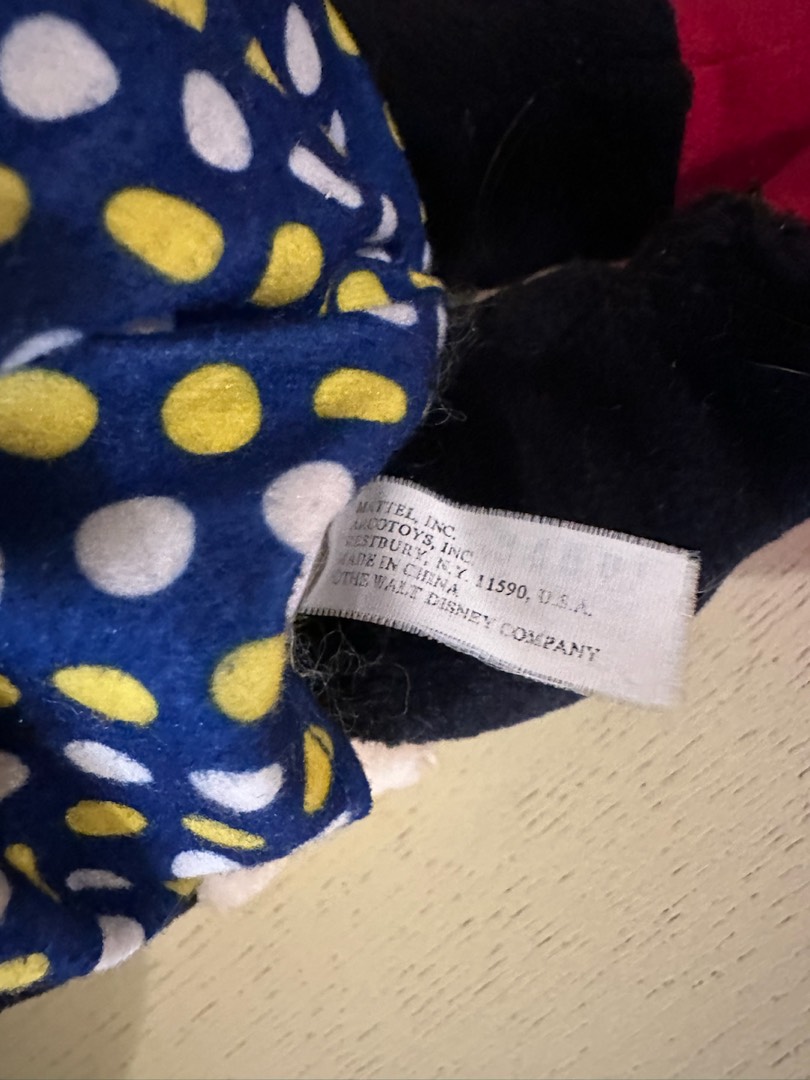 MATTEL, INC.
ARCOTOYS, INC.
WESTBURY, N.Y. 11590, U.S.A.
MADE IN CHINA
©THE WALT DISNEY COMPANY